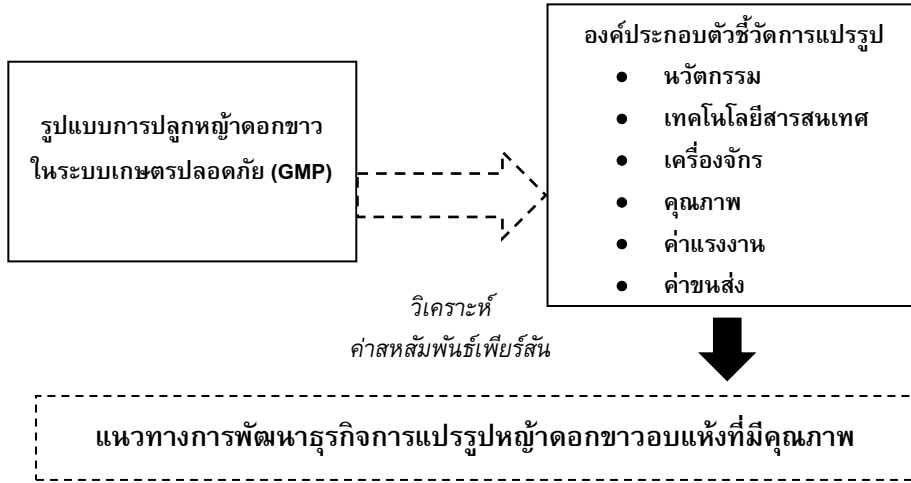 องค์ประกอบตัวชี้วัดการแปรรูป
● นวัตกรรม
● เทคโนโลยีสารสนเทศ
● เครื่องจักร
● คุณภาพ
● ค่าแรงงาน
● ค่าขนส่ง
รูปแบบการปลูกหญ้าดอกขาว
ในระบบเกษตรปลอดภัย (GMP)
วิเคราะห์
ค่าสหสัมพันธ์เพียร์สัน
แนวทางการพัฒนาธุรกิจการแปรรูปหญ้าดอกขาวอบแห้งที่มีคุณภาพ